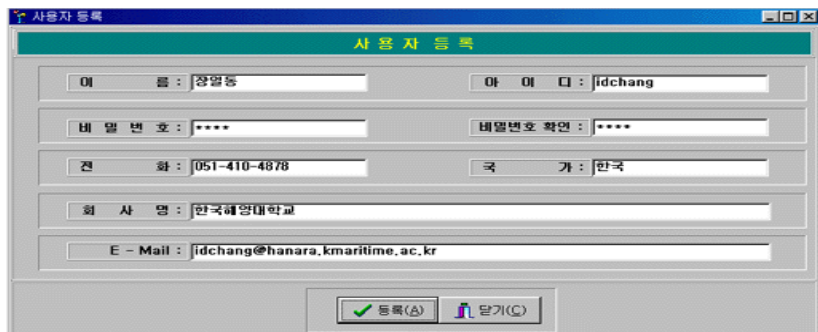 사용자 등록
사 용 자 등 록
이 름 : 장일동 아 이 디 : idchang
비 밀 번 호 : **** 비밀번호 확인 : ****
전 화 : 051-410-4878 국 가 : 한국
회 사 명 : 한국해양대학교
E - Mail : idchang@hanara.kmaritime.ac.kr
등록(A) 닫기(C)